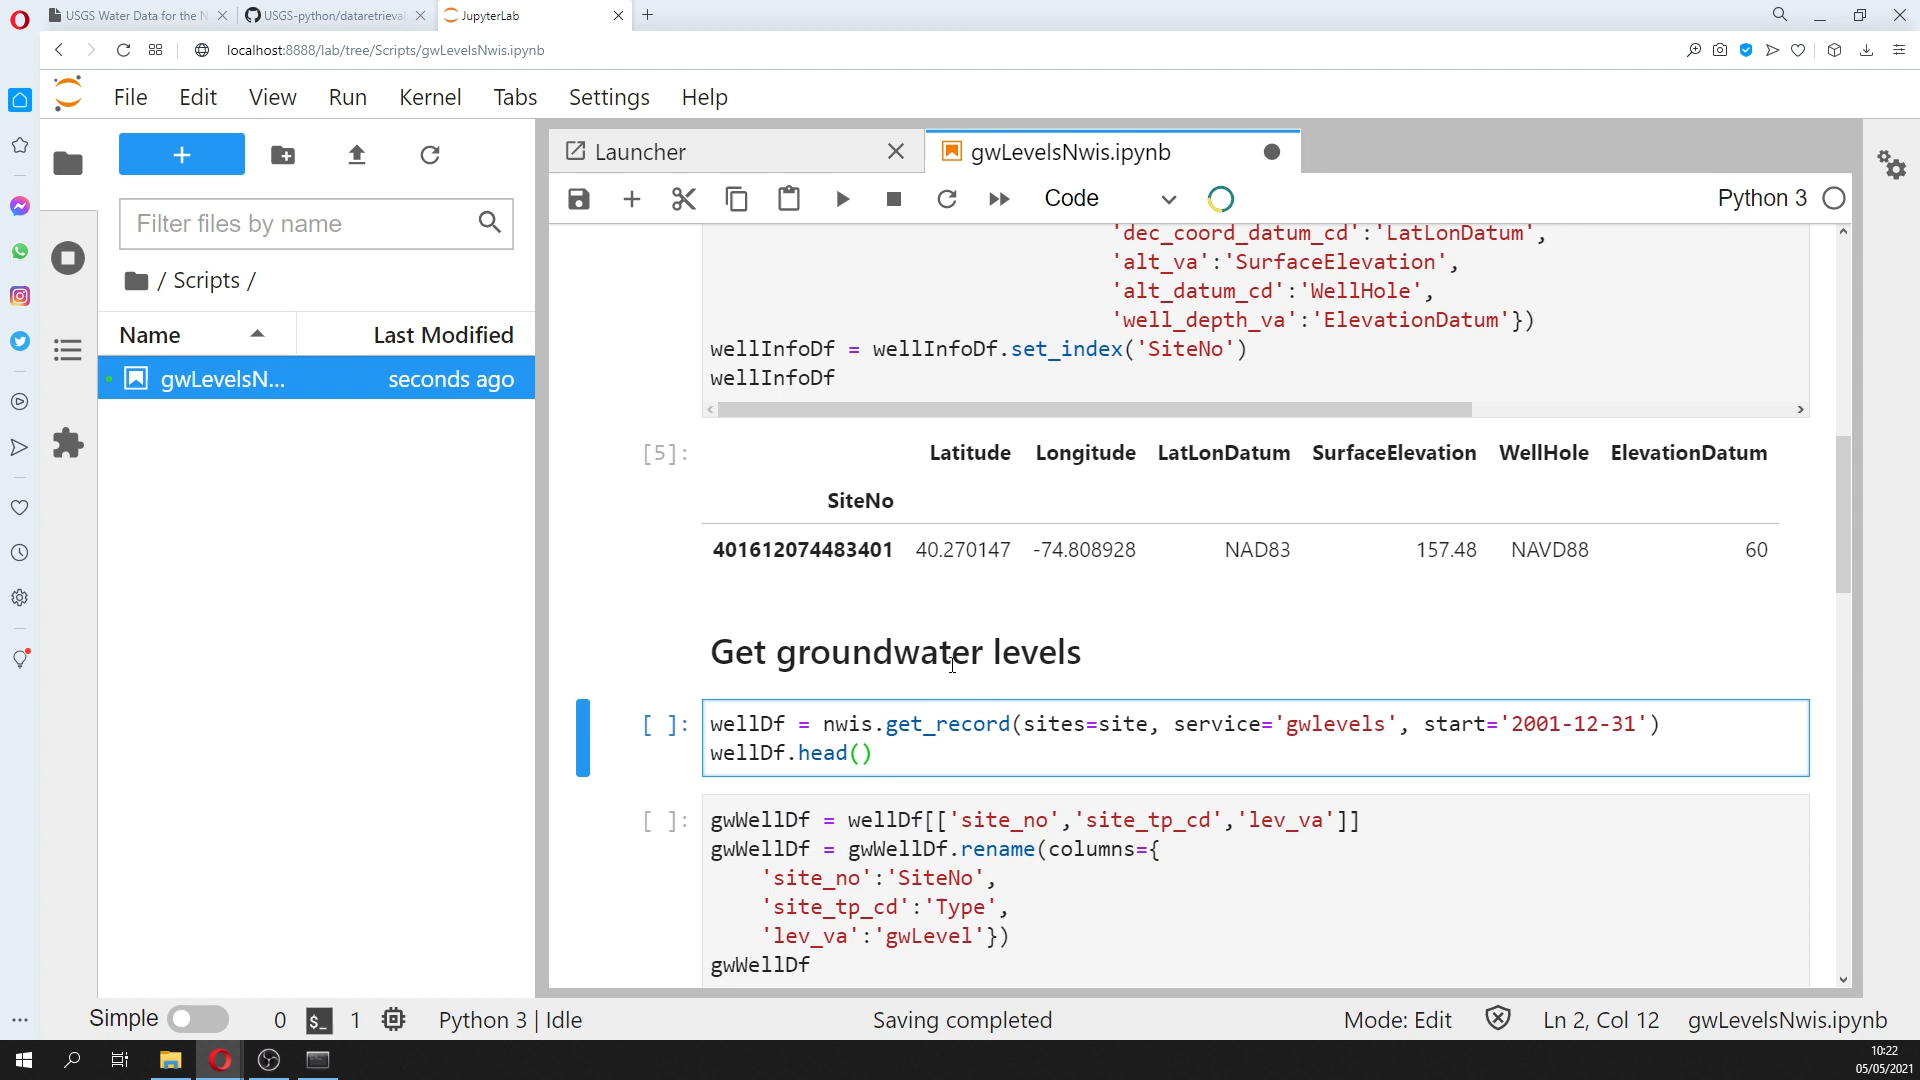 USGS Water Data for the N
USGS-python/dataretrieval
JupyterLab
localhost:8888/lab/tree/Scripts/gwLevelsNwis.ipynb
File Edit View Run Kernel Tabs Settings Help
Launcher
gwLevelsNwis.ipynb
Code
Python 3
Filter files by name
/ Scripts /
Name Last Modified
gwLevelsN... seconds ago
'dec_coord_datum_cd':'LatLonDatum',
'alt_va':'SurfaceElevation',
'alt_datum_cd':'WellHole',
'well_depth_va':'ElevationDatum'})
wellInfoDf = wellInfoDf.set_index('SiteNo')
wellInfoDf
[5]: Latitude Longitude LatLonDatum SurfaceElevation WellHole ElevationDatum
SiteNo
401612074483401 40.270147 -74.808928 NAD83 157.48 NAVD88 60
Get groundwater levels
[ ]: wellDf = nwis.get_record(sites=site, service='gwlevels', start='2001-12-31')
wellDf.head()
[ ]: gwWellDf = wellDf[['site_no','site_tp_cd','lev_va']]
gwWellDf = gwWellDf.rename(columns={
'site_no':'SiteNo',
'site_tp_cd':'Type',
'lev_va':'gwLevel'})
gwWellDf
Simple 0 $_ 1 Python 3 | Idle Saving completed Mode: Edit Ln 2, Col 12 gwLevelsNwis.ipynb
10:22
05/05/2021